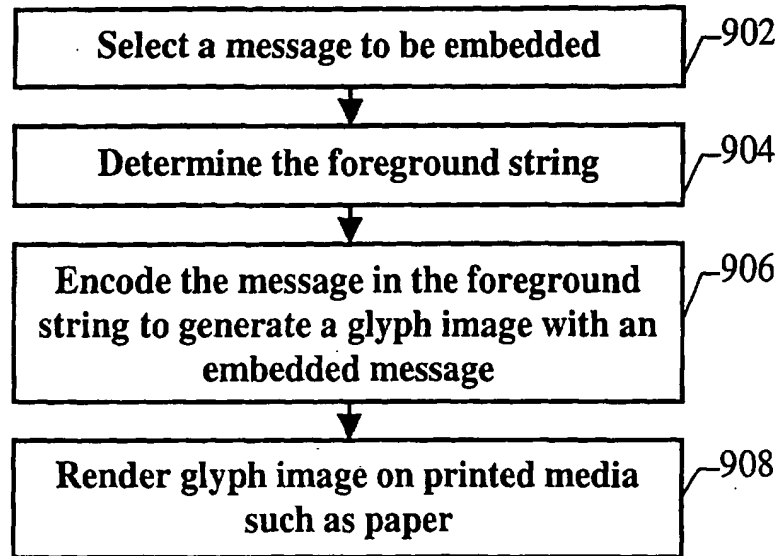 Select a message to be embedded
902
Determine the foreground string
904
Encode the message in the foreground
string to generate a glyph image with an
embedded message
906
Render glyph image on printed media
such as paper
908